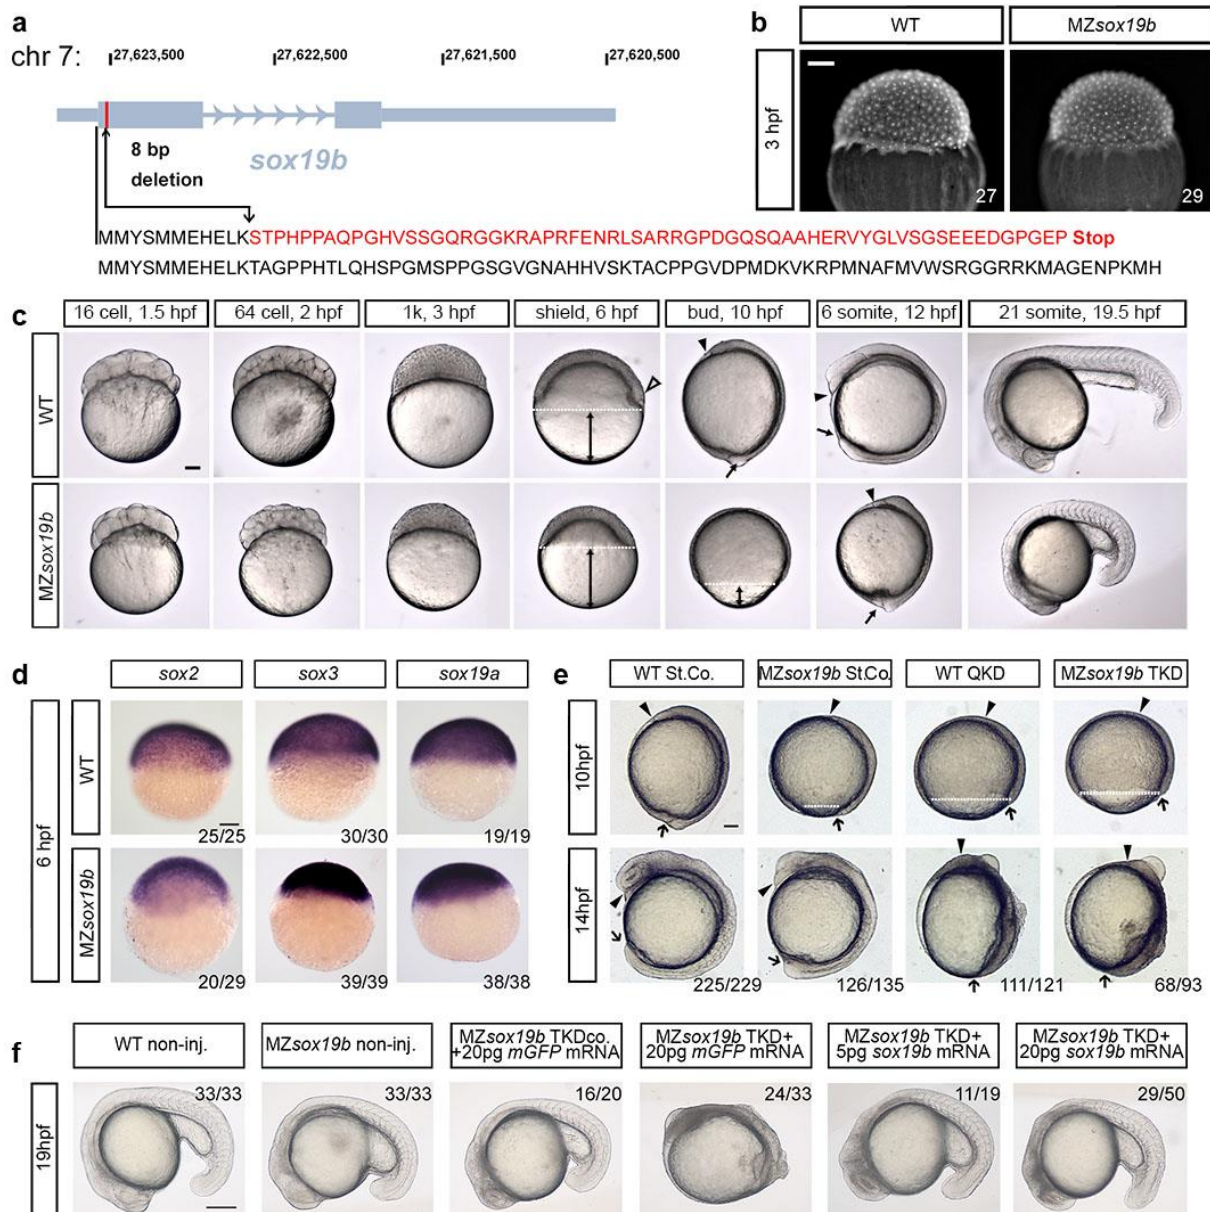 a
chr 7:
27,623,500
27,622,500
27,621,500
27,620,500
8 bp
deletion
sox19b
MMYSMMEHELKSTPHPPAQPGHVSSGQRGGKRAPRFENRLSARRGPDGQSQAAHERVYGLVSGSEEEDGPGEP Stop
MMYSMMEHELKTAGPPHTLQHSPGMSPPGSGVGNAHHVSKTACPPGVDPMDKVKRPMNAFMVWSRGGRRKMAGENPKMH
b
WT
MZsox19b
3 hpf
27
29
c
16 cell, 1.5 hpf
64 cell, 2 hpf
1k, 3 hpf
shield, 6 hpf
bud, 10 hpf
6 somite, 12 hpf
21 somite, 19.5 hpf
WT
MZsox19b
d
sox2
sox3
sox19a
6 hpf
WT
25/25
30/30
19/19
MZsox19b
20/29
39/39
38/38
e
WT St.Co.
MZsox19b St.Co.
WT QKD
MZsox19b TKD
10hpf
14hpf
225/229
126/135
111/121
68/93
f
WT non-inj.
MZsox19b non-inj.
MZsox19b TKDco.
+20pg mGFP mRNA
MZsox19b TKD+
20pg mGFP mRNA
MZsox19b TKD+
5pg sox19b mRNA
MZsox19b TKD+
20pg sox19b mRNA
19hpf
33/33
33/33
16/20
24/33
11/19
29/50